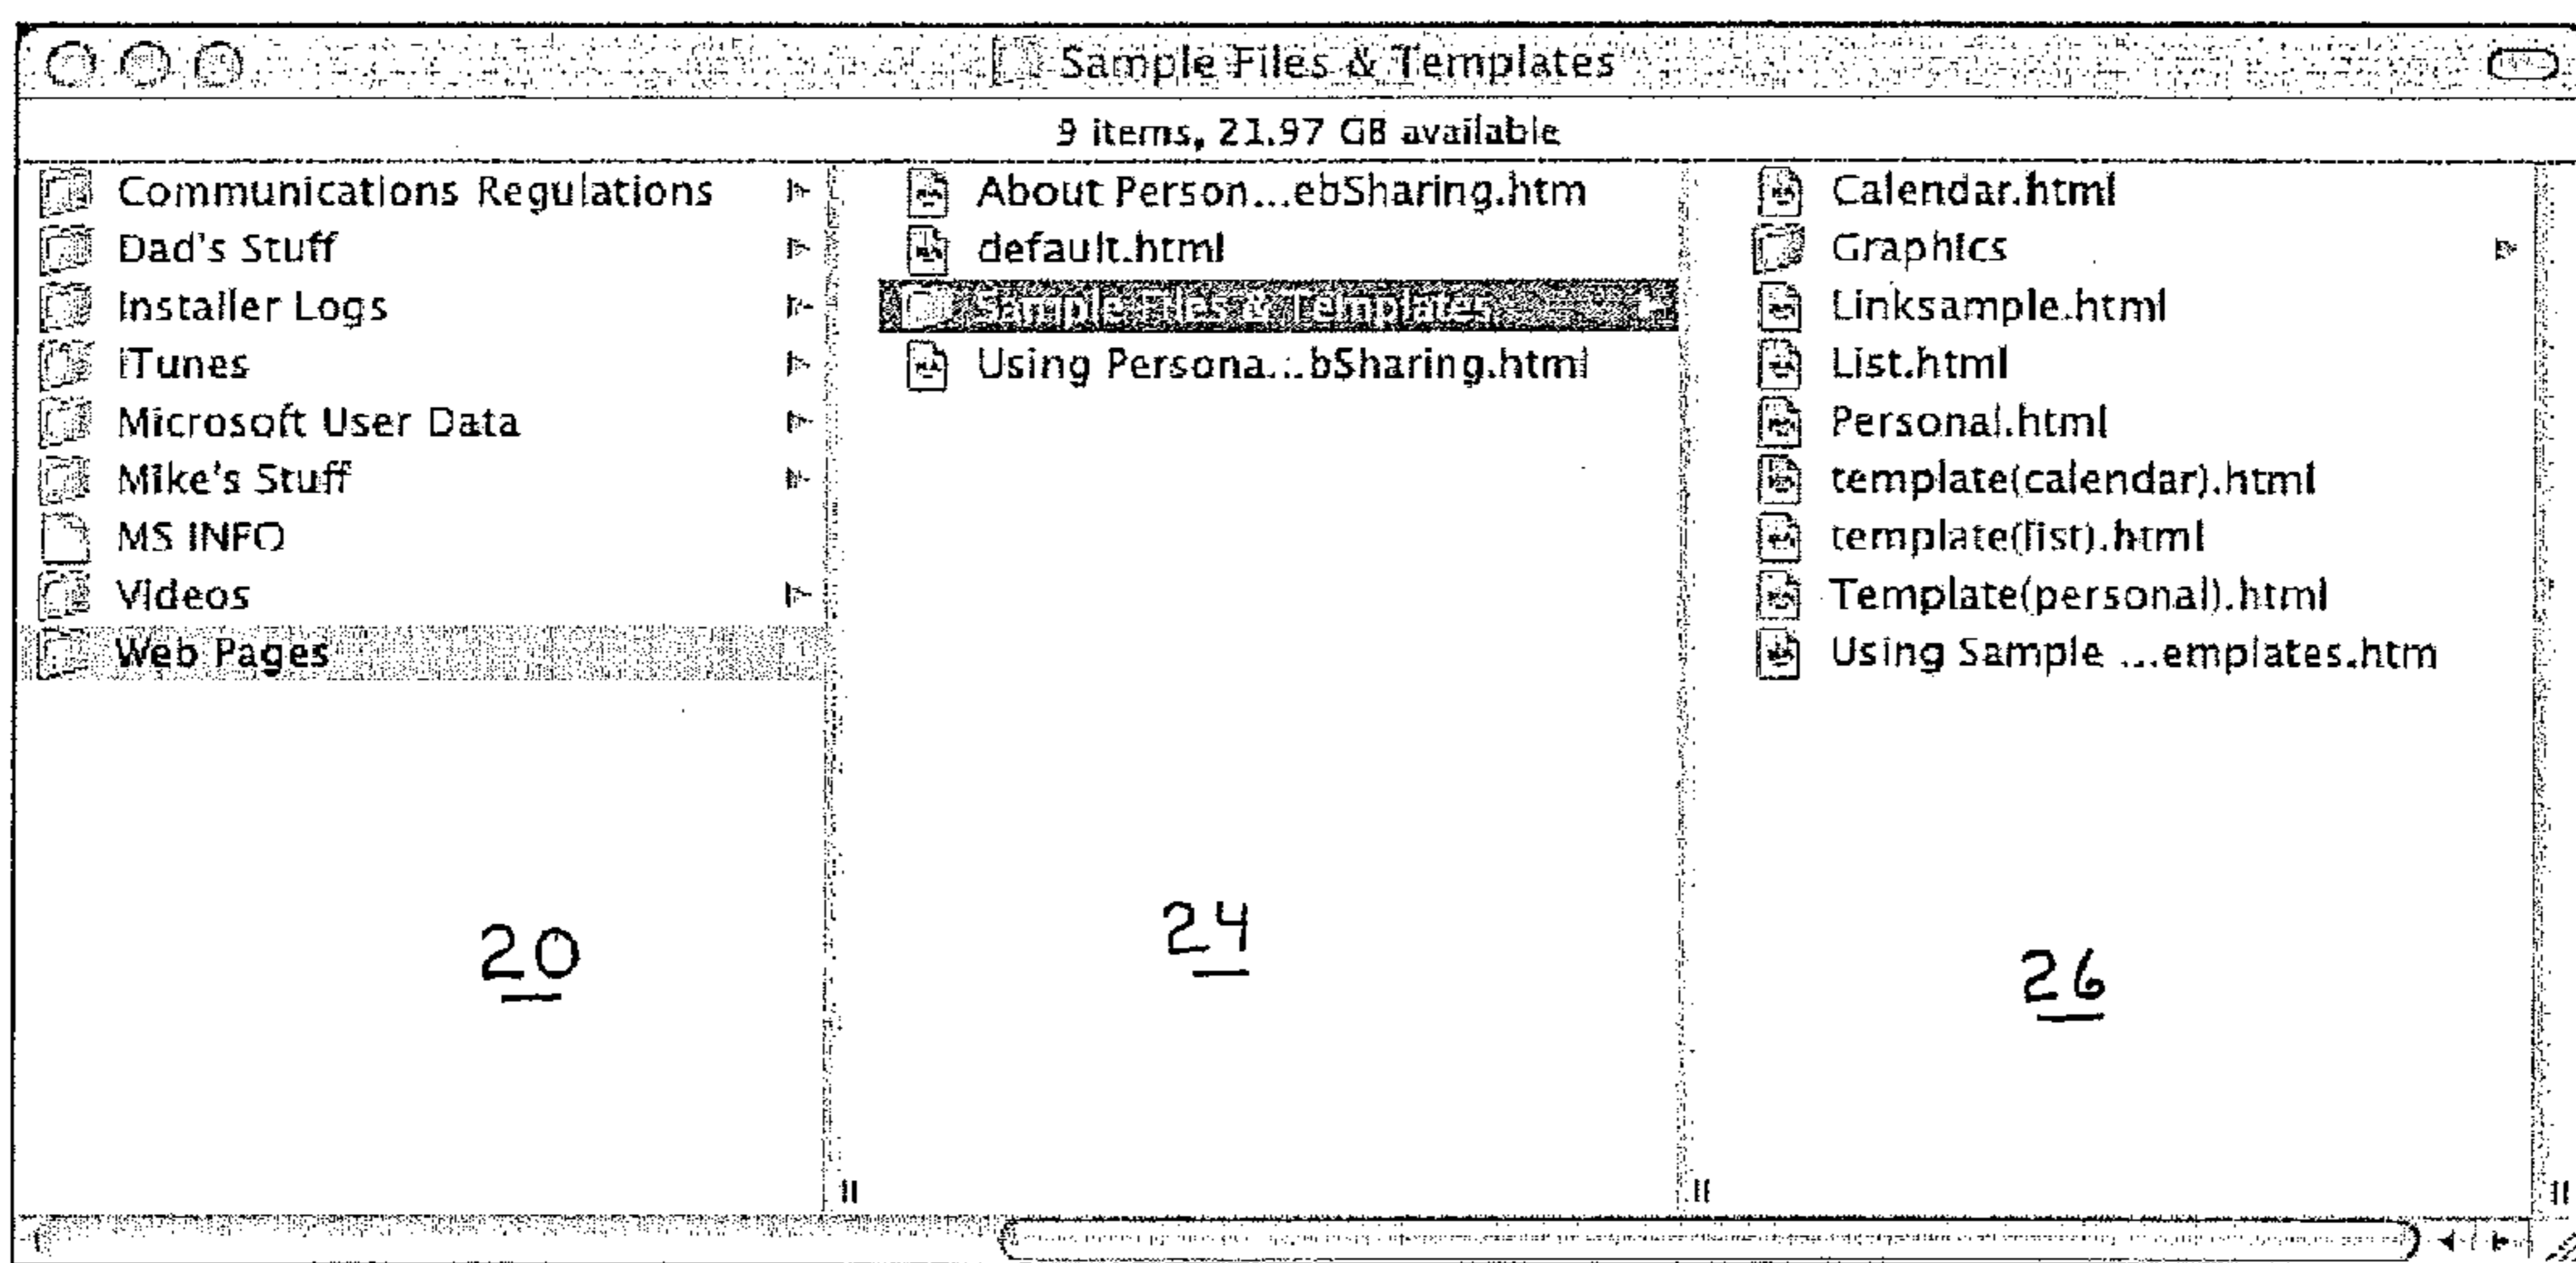 Sample Files & Templates
9 items, 21.97 GB available
Communications Regulations
Dad's Stuff
Installer Logs
iTunes
Microsoft User Data
Mike's Stuff
MS INFO
Videos
Web Pages
20
About Person...ebSharing.htm
default.html
Sample Files & Templates
Using Persona...bSharing.html
24
Calendar.html
Graphics
Linksample.html
List.html
Personal.html
template(calendar).html
template(list).html
Template(personal).html
Using Sample ...emplates.htm
26